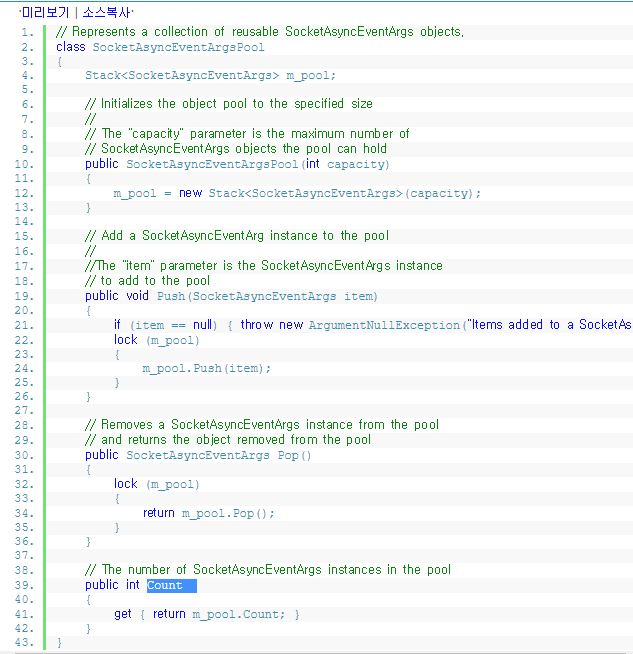 미리보기 | 소스복사·
1. // Represents a collection of reusable SocketAsyncEventArgs objects.
2. class SocketAsyncEventArgsPool
3. {
4. Stack<SocketAsyncEventArgs> m_pool;
5.
6. // Initializes the object pool to the specified size
7. //
8. // The "capacity" parameter is the maximum number of
9. // SocketAsyncEventArgs objects the pool can hold
10. public SocketAsyncEventArgsPool(int capacity)
11. {
12. m_pool = new Stack<SocketAsyncEventArgs>(capacity);
13. }
14.
15. // Add a SocketAsyncEventArg instance to the pool
16. //
17. //The "item" parameter is the SocketAsyncEventArgs instance
18. // to add to the pool
19. public void Push(SocketAsyncEventArgs item)
20. {
21. if (item == null) { throw new ArgumentNullException("Items added to a SocketAs
22. lock (m_pool)
23. {
24. m_pool.Push(item);
25. }
26. }
27.
28. // Removes a SocketAsyncEventArgs instance from the pool
29. // and returns the object removed from the pool
30. public SocketAsyncEventArgs Pop()
31. {
32. lock (m_pool)
33. {
34. return m_pool.Pop();
35. }
36. }
37.
38. // The number of SocketAsyncEventArgs instances in the pool
39. public int Count
40. {
41. get { return m_pool.Count; }
42. }
43. }